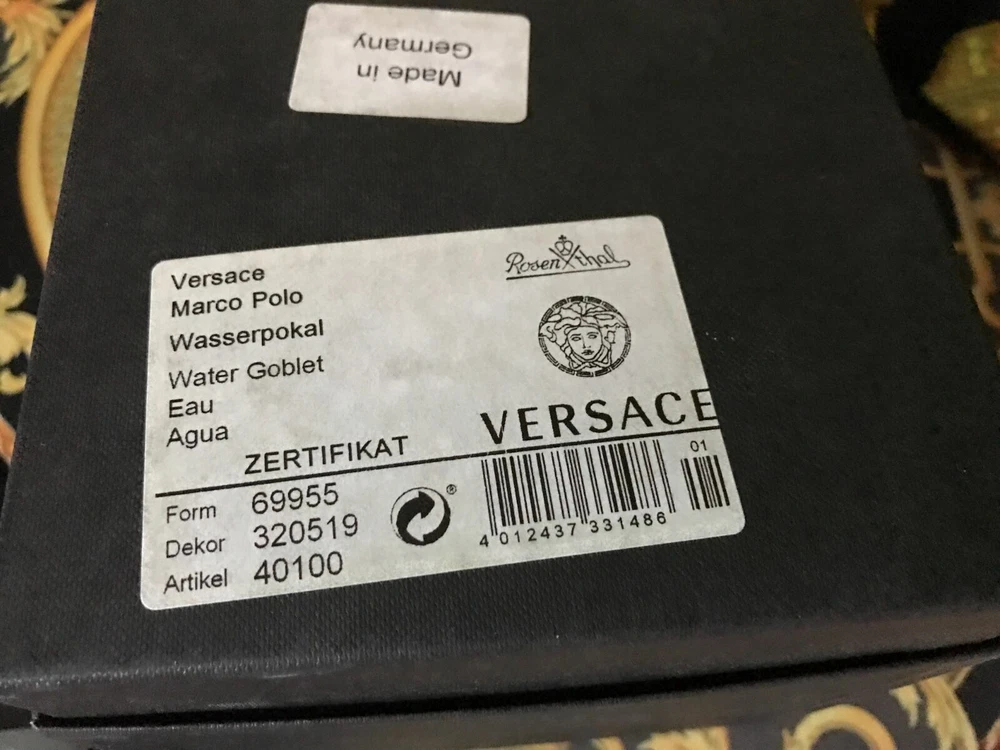 Made in
Germany
Versace
Marco Polo
Wasserpokal
Water Goblet
Eau
Agua
Rosenthal
VERSACE
ZERTIFIKAT
Form 69955
Dekor 320519
Artikel 40100
®
01
4 012437 331486